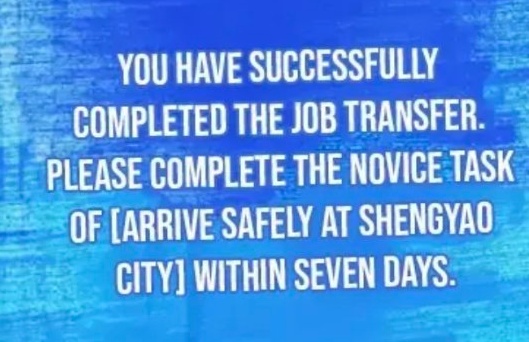 YOU HAVE SUCCESSFULLY
COMPLETED THE JOB TRANSFER.
PLEASE COMPLETE THE NOVICE TASK
OF [ARRIVE SAFELY AT SHENGYAO
CITY] WITHIN SEVEN DAYS.